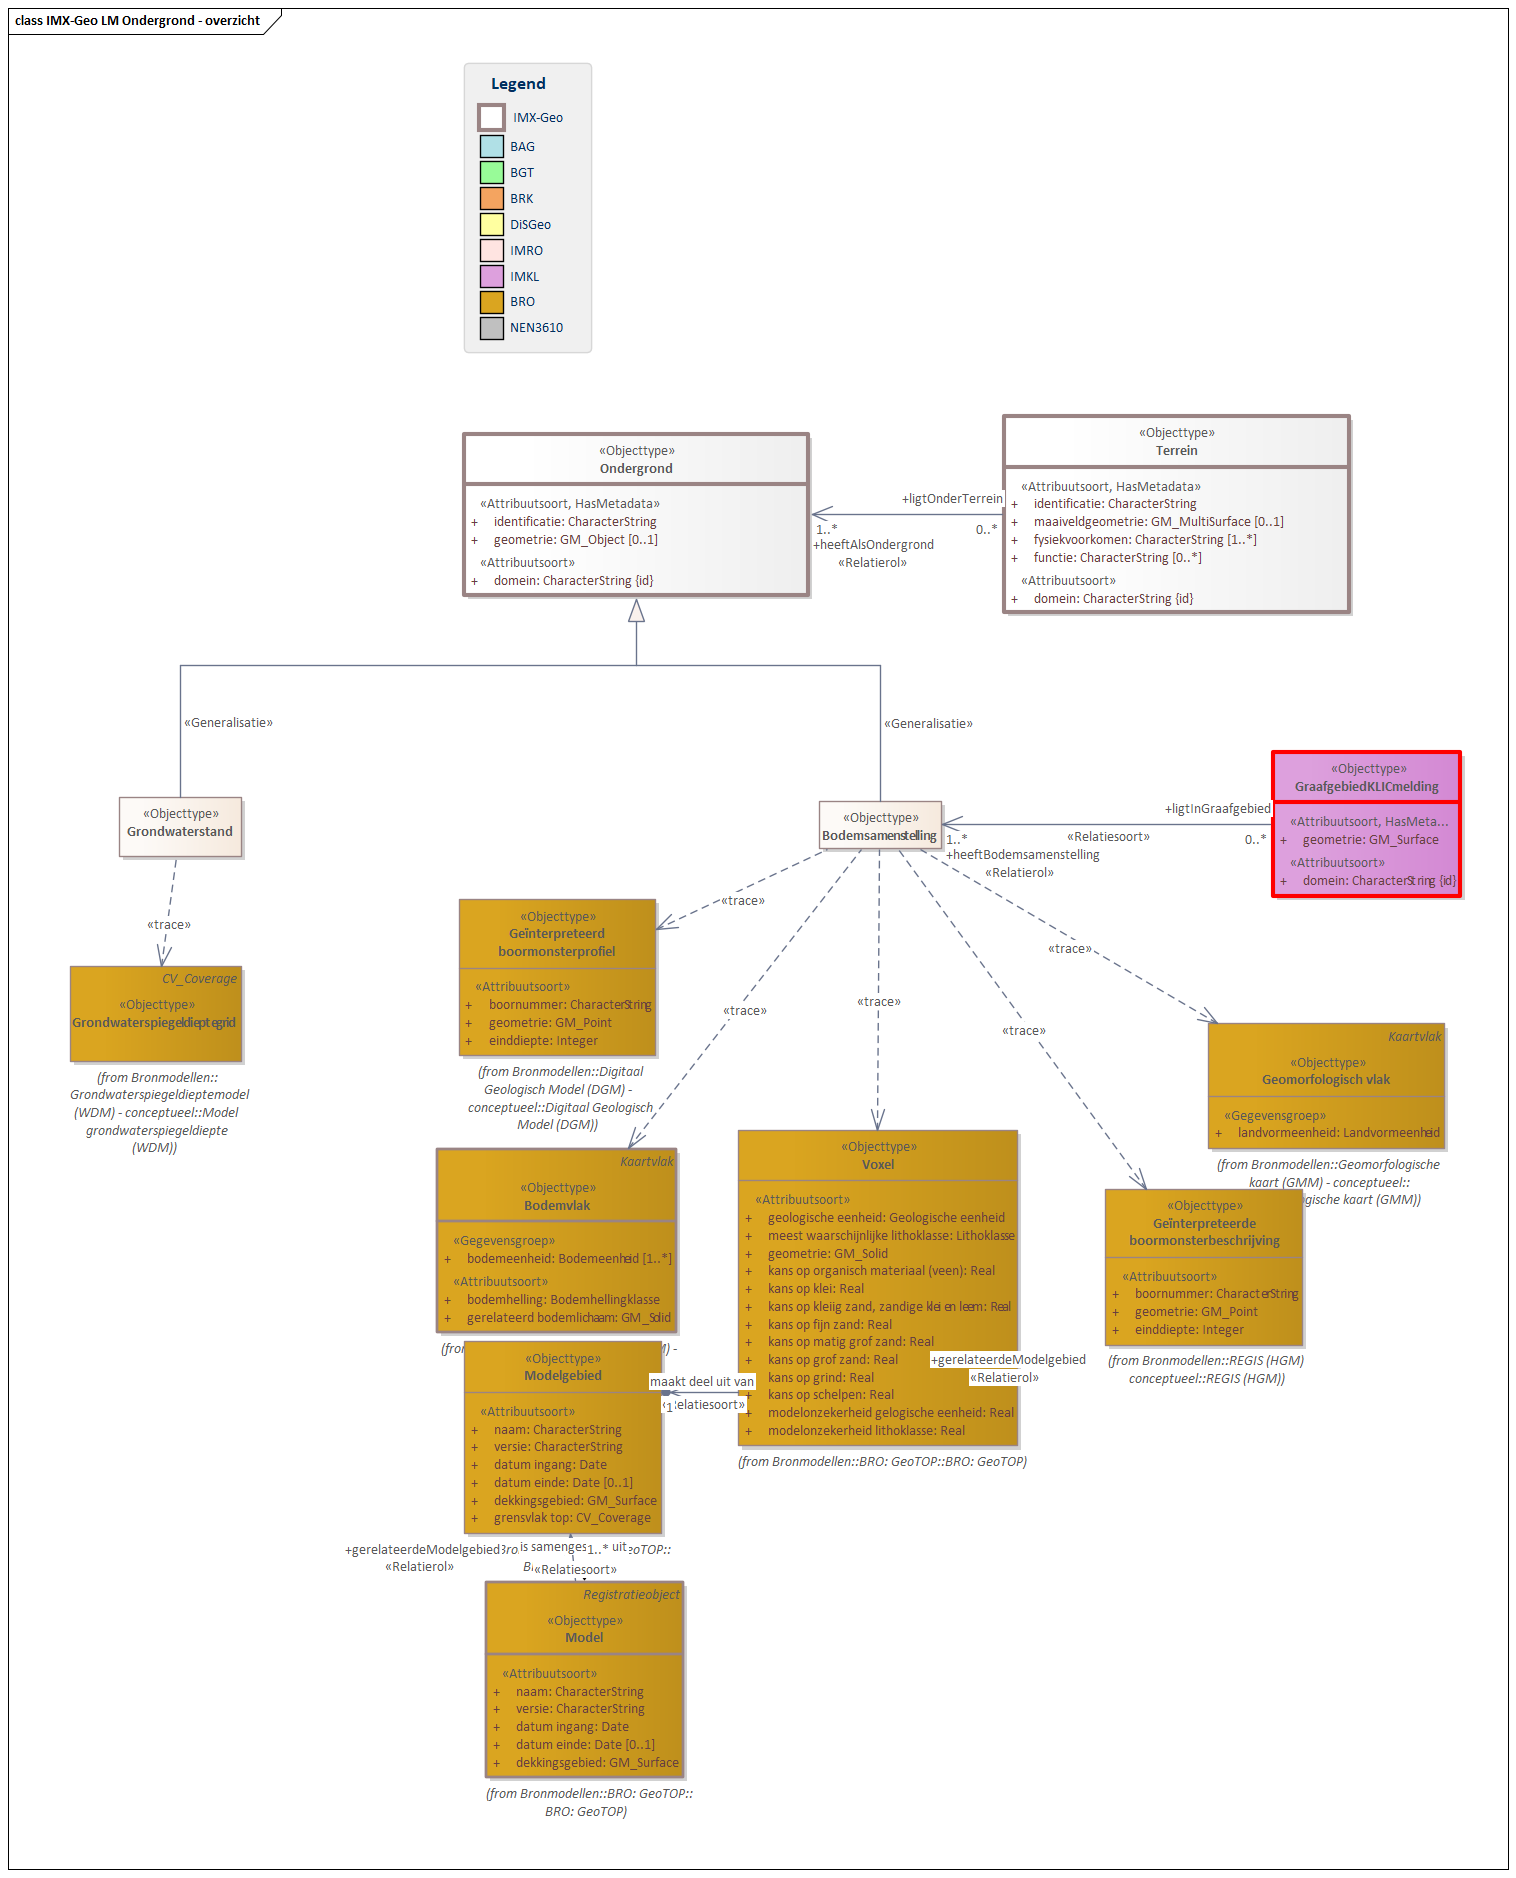 class IMX-Geo LM Ondergrond - overzicht
Legend
IMX-Geo
BAG
BGT
BRK
DiSGeo
IMRO
IMKL
BRO
NEN3610
«Objecttype»
Ondergrond
«Attribuutsoort, HasMetadata»
+ identificatie: CharacterString
+ geometrie: GM_Object [0..1]
«Attribuutsoort»
+ domein: CharacterString {id}
+ligtOnderTerrein
1..*
0..*
+heeftAlsOndergrond
«Relatierol»
«Objecttype»
Terrein
«Attribuutsoort, HasMetadata»
+ identificatie: CharacterString
+ maaiveldgeometrie: GM_MultiSurface [0..1]
+ fysiekvoorkomen: CharacterString [1..*]
+ functie: CharacterString [0..*]
«Attribuutsoort»
+ domein: CharacterString {id}
«Generalisatie»
«Generalisatie»
«Objecttype»
Grondwaterstand
«Objecttype»
Bodemsamenstelling
+ligtInGraafgebied
1..*
«Relatiesoort»
0..*
+heeftBodemsamenstelling
«Relatierol»
«Objecttype»
GraafgebiedKLICmelding
«Attribuutsoort, HasMeta...
+ geometrie: GM_Surface
«Attribuutsoort»
+ domein: CharacterString {id}
«trace»
«trace»
«trace»
«trace»
«trace»
«trace»
CV_Coverage
«Objecttype»
Grondwaterspiegeldieptegrid
(from Bronmodellen::
Grondwaterspiegeldieptemodel
(WDM) - conceptueel::Model
grondwaterspiegeldiepte
(WDM))
«Objecttype»
Geïnterpreteerd
boormonsterprofiel
«Attribuutsoort»
+ boornummer: CharacterString
+ geometrie: GM_Point
+ einddiepte: Integer
(from Bronmodellen::Digitaal
Geologisch Model (DGM) -
conceptueel::Digitaal Geologisch
Model (DGM))
Kaartvlak
«Objecttype»
Geomorfologisch vlak
«Gegevensgroep»
+ landvormeenheid: Landvormeenheid
(from Bronmodellen::Geomorfologische
kaart (GMM) - conceptueel::
gische kaart (GMM))
Kaartvlak
«Objecttype»
Bodemvlak
«Gegevensgroep»
+ bodemeenheid: Bodemeenheid [1..*]
«Attribuutsoort»
+ bodemhelling: Bodemhellingklasse
+ gerelateerd bodemlichaam: GM_Solid
«Objecttype»
Voxel
«Attribuutsoort»
+ geologische eenheid: Geologische eenheid
+ meest waarschijnlijke lithoklasse: Lithoklasse
+ geometrie: GM_Solid
+ kans op organisch materiaal (veen): Real
+ kans op klei: Real
+ kans op kleiig zand, zandige klei en leem: Real
+ kans op fijn zand: Real
+ kans op matig grof zand: Real
+ kans op grof zand: Real
+ kans op grind: Real
+ kans op schelpen: Real
+ modelonzekerheid gelogische eenheid: Real
+ modelonzekerheid lithoklasse: Real
(from Bronmodellen::BRO: GeoTOP::BRO: GeoTOP)
+gerelateerdeModelgebied
«Relatierol»
«Objecttype»
Geïnterpreteerde
boormonsterbeschrijving
«Attribuutsoort»
+ boornummer: CharacterString
+ geometrie: GM_Point
+ einddiepte: Integer
(from Bronmodellen::REGIS (HGM)
conceptueel::REGIS (HGM))
«Objecttype»
Modelgebied
«Attribuutsoort»
+ naam: CharacterString
+ versie: CharacterString
+ datum ingang: Date
+ datum einde: Date [0..1]
+ dekkingsgebied: GM_Surface
+ grensvlak top: CV_Coverage
maakt deel uit van
1
elatiesoort»
+gerelateerdeModelgebied
«Relatierol»
is samenges
1..*
uit
«Relatiesoort»
Registratieobject
«Objecttype»
Model
«Attribuutsoort»
+ naam: CharacterString
+ versie: CharacterString
+ datum ingang: Date
+ datum einde: Date [0..1]
+ dekkingsgebied: GM_Surface
(from Bronmodellen::BRO: GeoTOP::
BRO: GeoTOP)